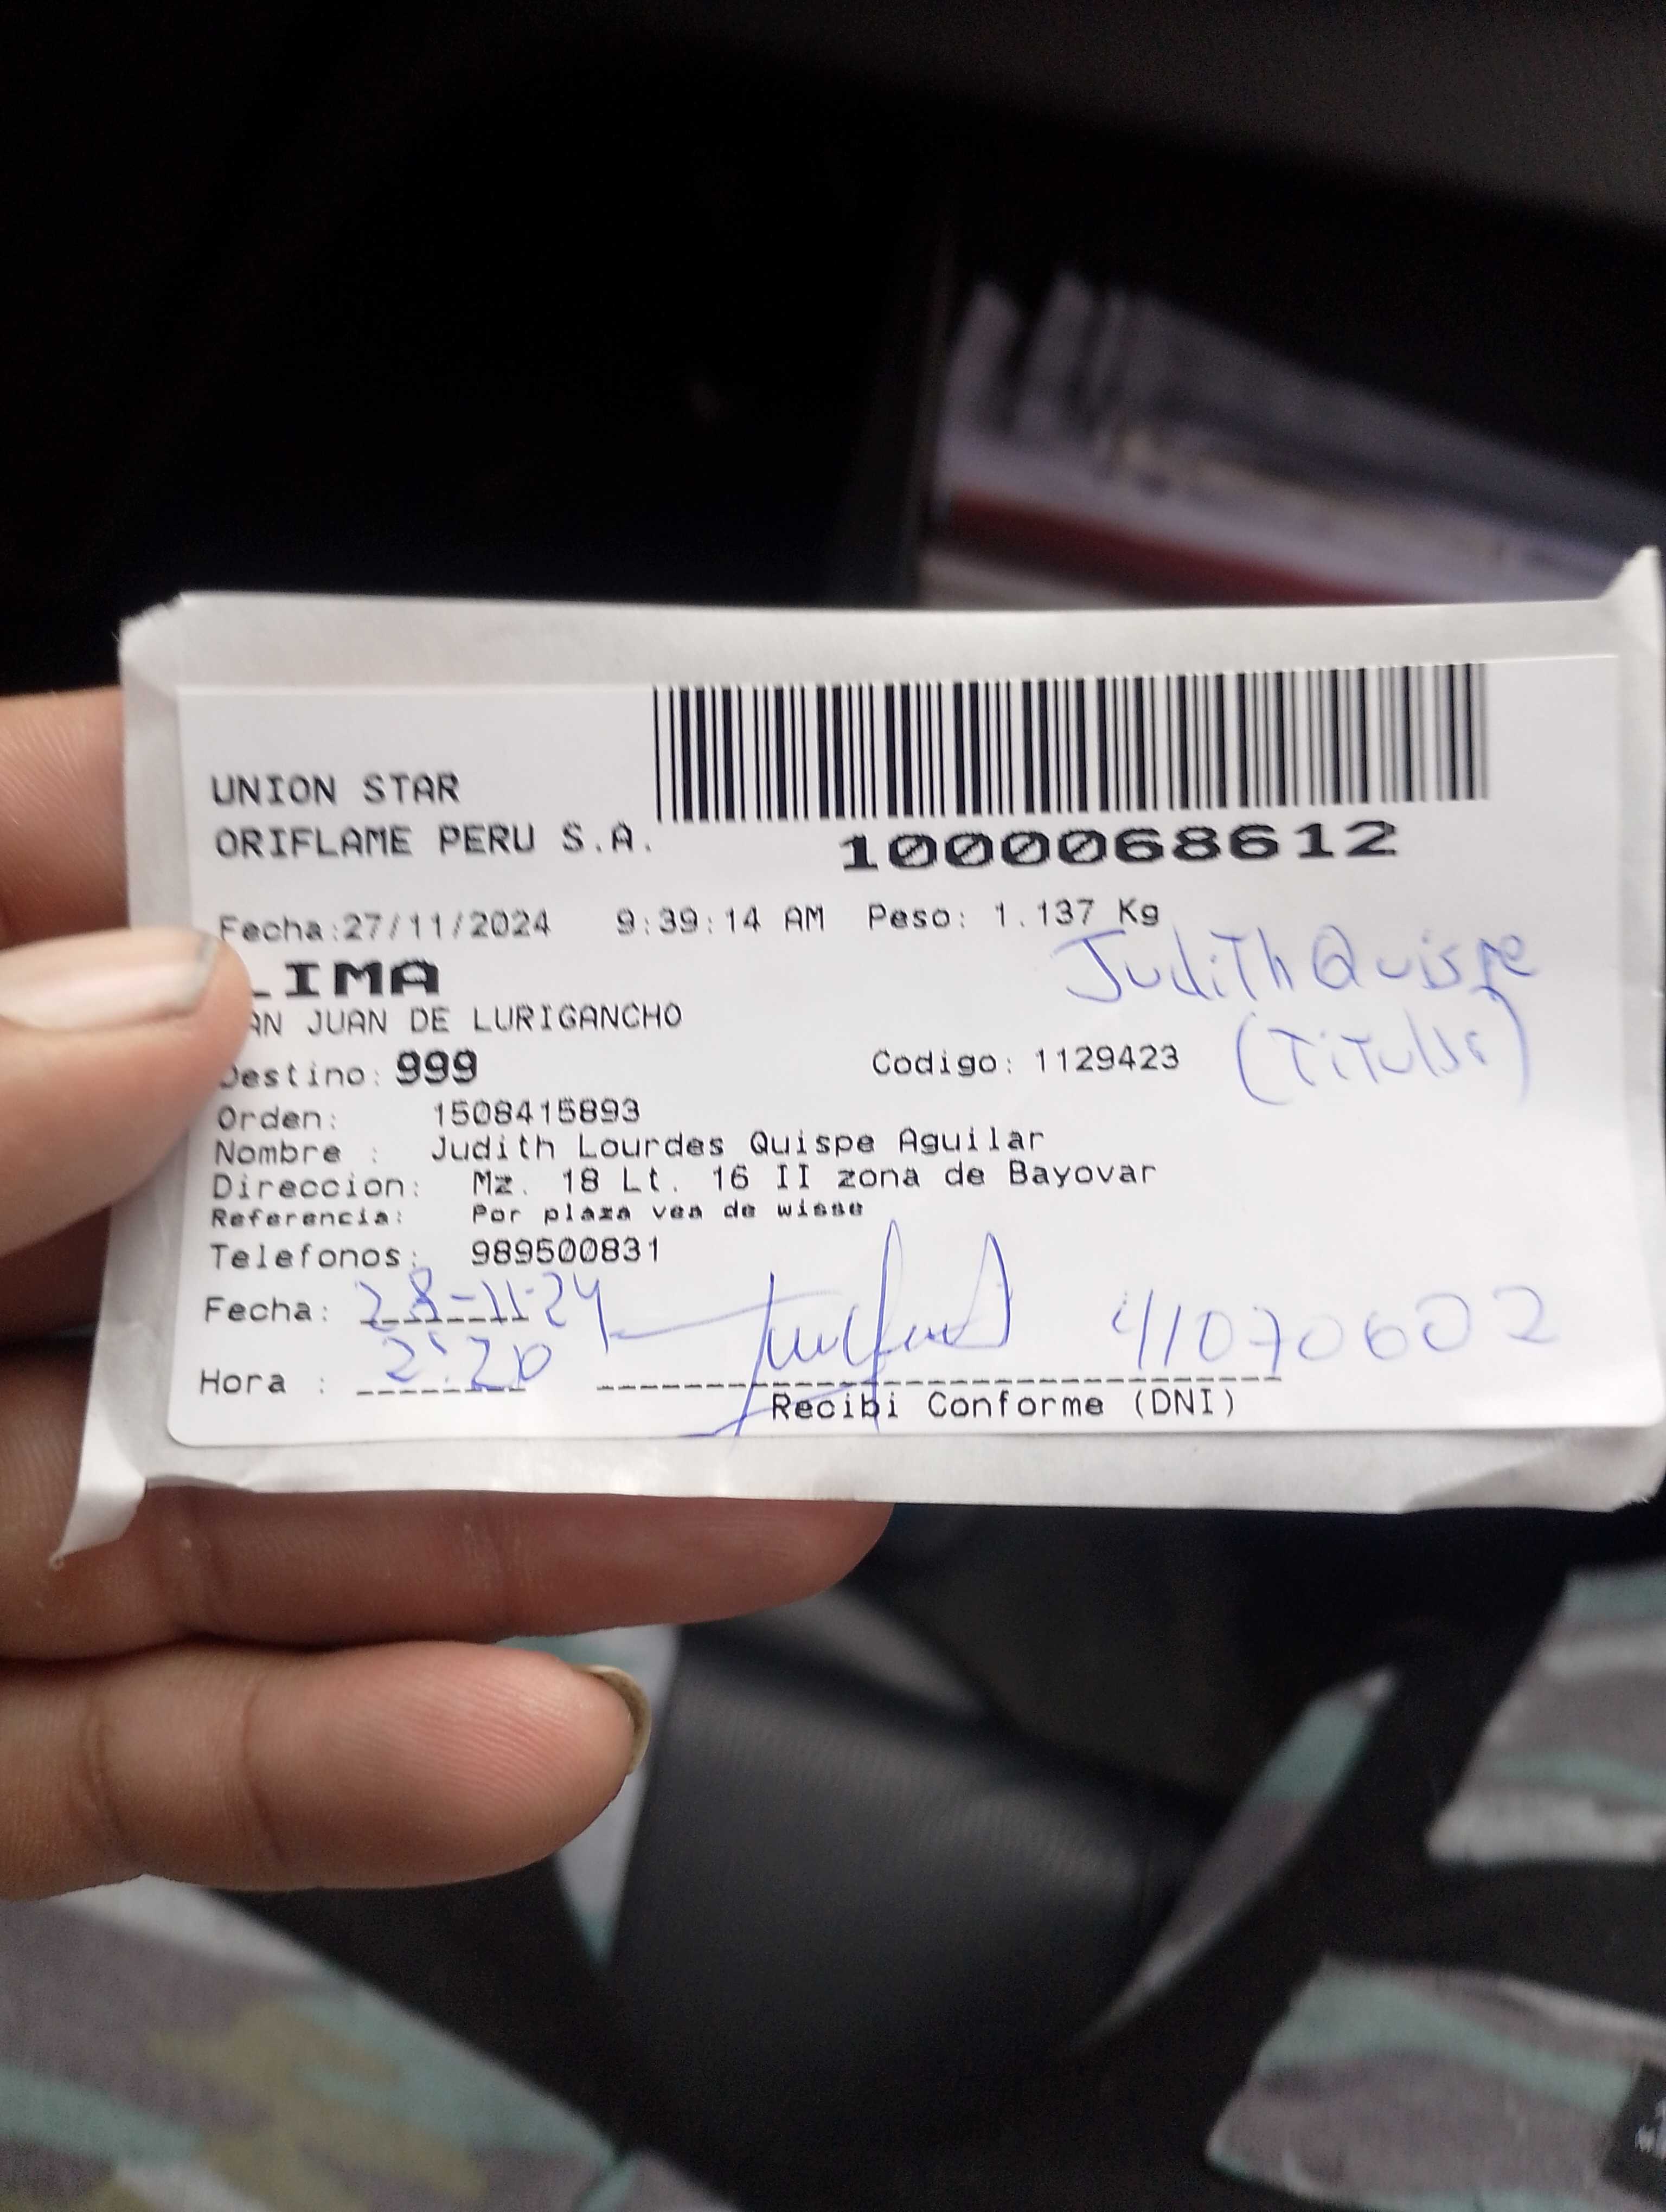 UNION STAR
ORIFLAME PERU S.A.
1000068612
Fecha:27/11/2024 9:39:14 AM Peso: 1.137 Kg
LIMA
Judith Quispe
AN JUAN DE LURIGANCHO
(Titular)
Destino: 999 Codigo: 1129423
Orden: 1508415893
Nombre : Judith Lourdes Quispe Aguilar
Direccion: Mz. 18 Lt. 16 II zona de Bayovar
Referencia: Por plaza vea de wisse
Telefonos: 989500831
Fecha: 28-11-24
41070602
Hora : 2:20
Recibi Conforme (DNI)